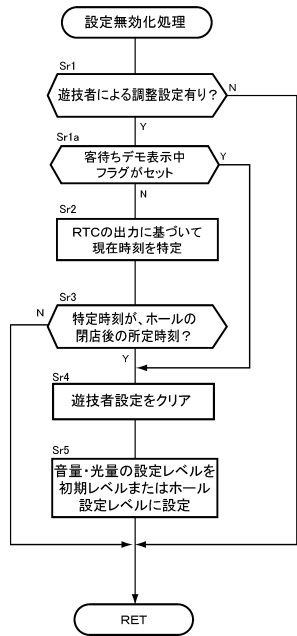 設定無効化処理
Sr1
遊技者による調整設定有り？
N
Y
Sr1a
客待ちデモ表示中
フラグがセット
Y
N
Sr2
RTCの出力に基づいて
現在時刻を特定
Sr3
特定時刻が、ホールの
閉店後の所定時刻？
N
Y
Sr4
遊技者設定をクリア
Sr5
音量・光量の設定レベルを
初期レベルまたはホール
設定レベルに設定
RET